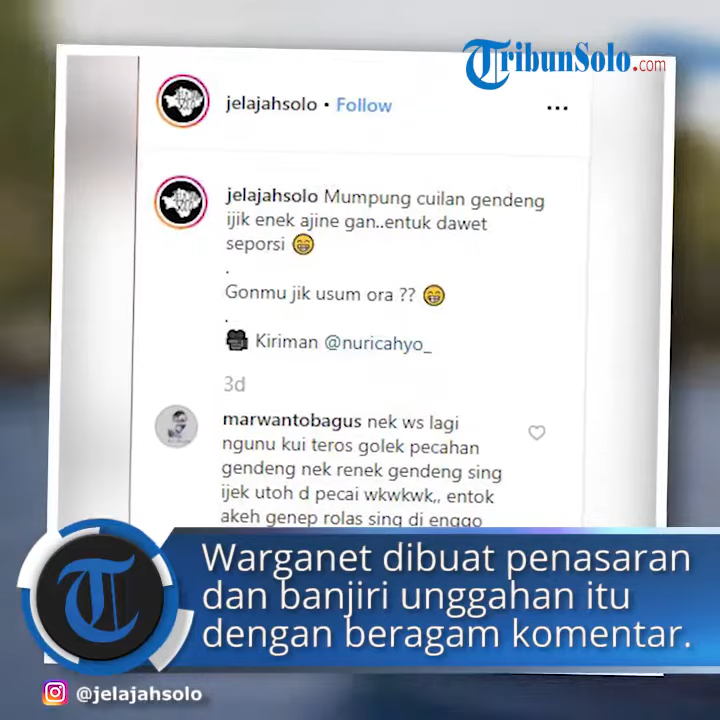 TribunSolo.com
jelajahsolo • Follow
...
jelajahsolo Mumpung cuilan gendeng
ijik enek ajine gan..entuk dawet
seporsi 😁
.
Gonmu jik usum ora ?? 😁
.
🎥 Kiriman @nuricahyo_
3d
marwantobagus nek ws lagi
ngunu kui teros golek pecahan
gendeng nek renek gendeng sing
ijek utoh d pecai wkwkwk,, entok
akeh genep rolas sing di enggo
Warganet dibuat penasaran
dan banjiri unggahan itu
dengan beragam komentar.
@jelajahsolo